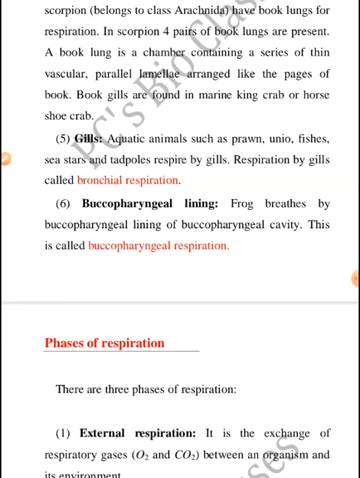 scorpion (belongs to class Arachnida) have book lungs for
respiration. In scorpion 4 pairs of book lungs are present.
A book lung is a chamber containing a series of thin
vascular, parallel lamellae arranged like the pages of
book. Book gills are found in marine king crab or horse
shoe crab.
(5) Gills: Aquatic animals such as prawn, unio, fishes,
sea stars and tadpoles respire by gills. Respiration by gills
called bronchial respiration.
(6) Buccopharyngeal lining: Frog breathes by
buccopharyngeal lining of buccopharyngeal cavity. This
is called buccopharyngeal respiration.
Phases of respiration
There are three phases of respiration:
(1) External respiration: It is the exchange of
respiratory gases (O2 and CO2) between an organism and
its environment
PC's Bio Clas
ses